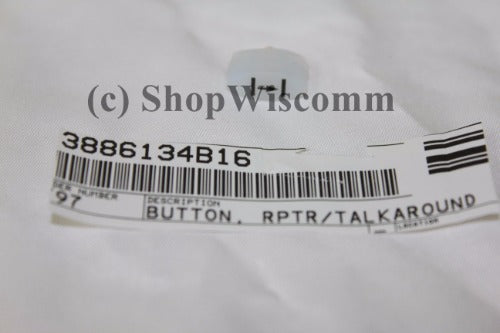 (c) ShopWiscomm
3886134B16
DER NUMBER
97
DESCRIPTION
BUTTON, RPTR/TALKAROUND
LOCATION